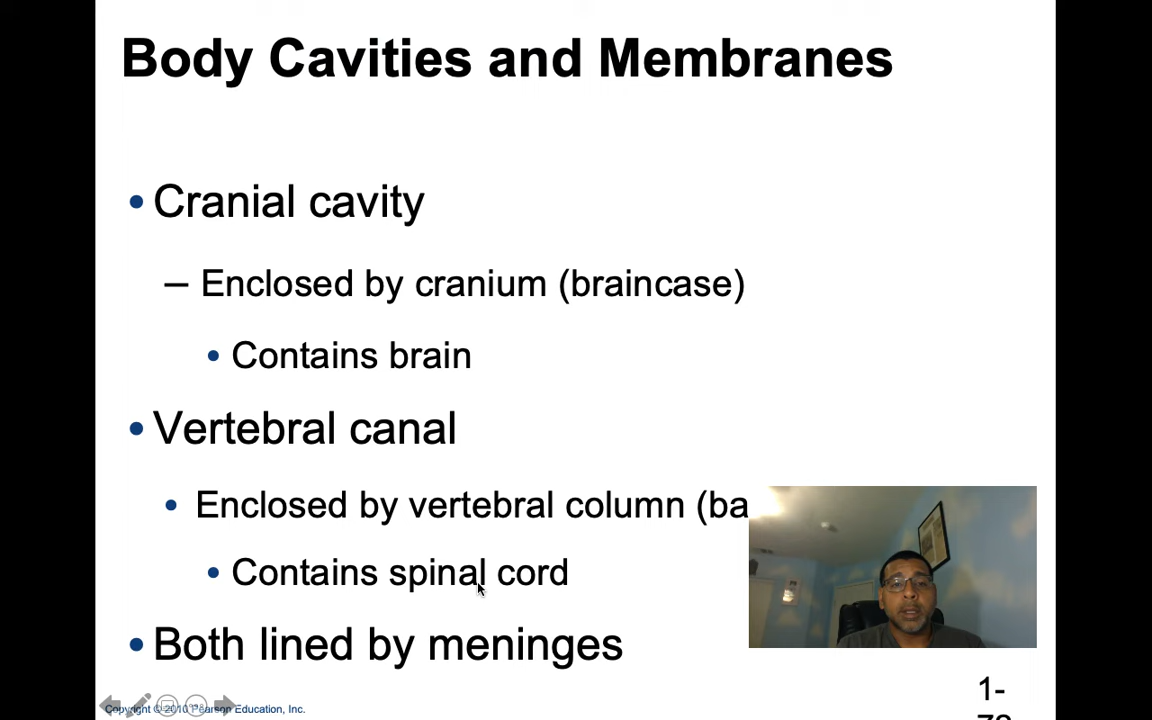 Body Cavities and Membranes
• Cranial cavity
– Enclosed by cranium (braincase)
• Contains brain
• Vertebral canal
• Enclosed by vertebral column (ba
• Contains spinal cord
• Both lined by meninges
Copyright © 2010 Pearson Education, Inc.
1-